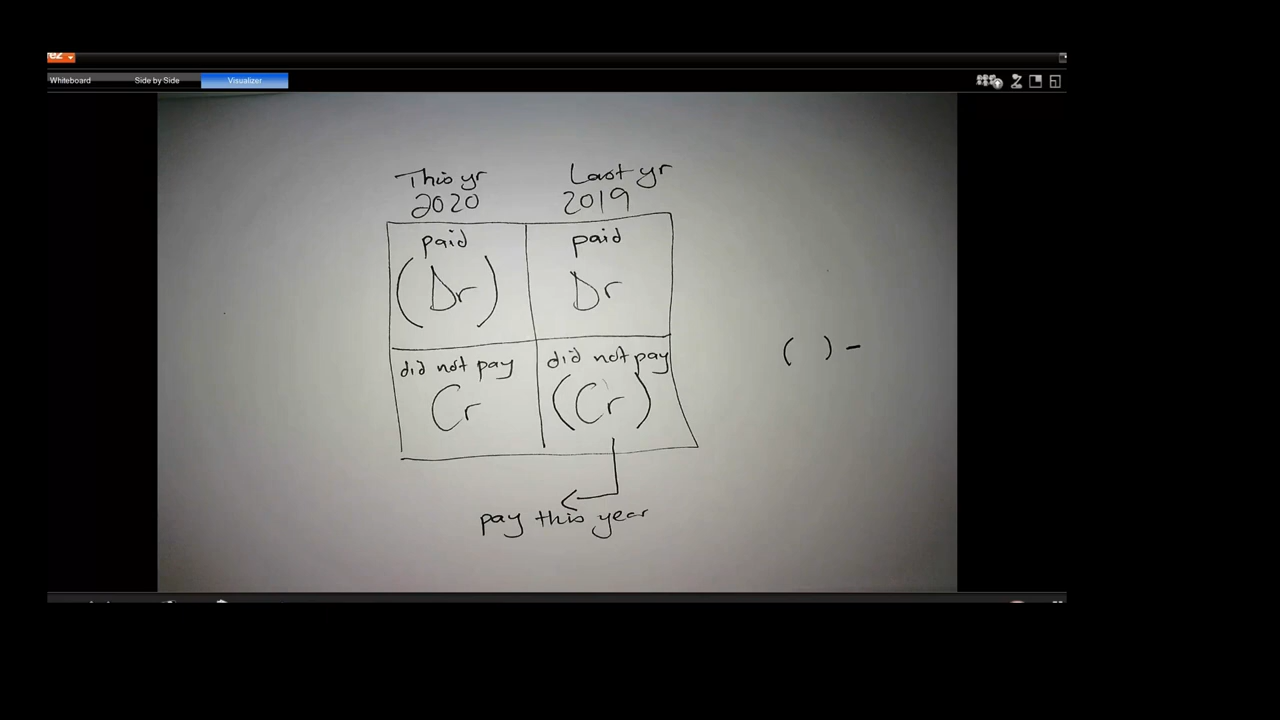 Whiteboard Side by Side Visualizer
This yr Last yr
2020 2019
paid paid
(Dr) Dr
did not pay did not pay
Cr (Cr)
( ) -
pay this year